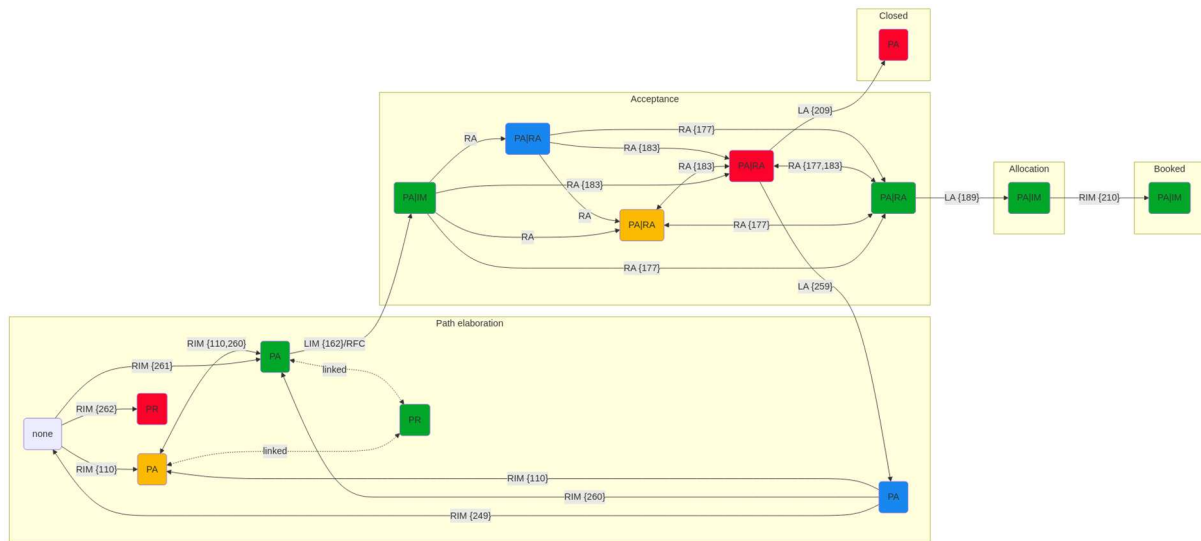 Closed
PA
LA {209}
Acceptance
RA
PA|RA
RA {177}
RA {183}
RA {183}
PA|RA
RA {177,183}
PA|IM
RA {183}
RA
PA|RA
RA {177}
PA|RA
RA
RA {177}
LA {189}
Allocation
PA|IM
RIM {210}
Booked
PA|IM
LA {259}
Path elaboration
RIM {110,260}
PA
LIM {162}/RFC
RIM {261}
linked
RIM {262}
PR
PR
none
linked
RIM {110}
PA
RIM {110}
RIM {260}
PA
RIM {249}